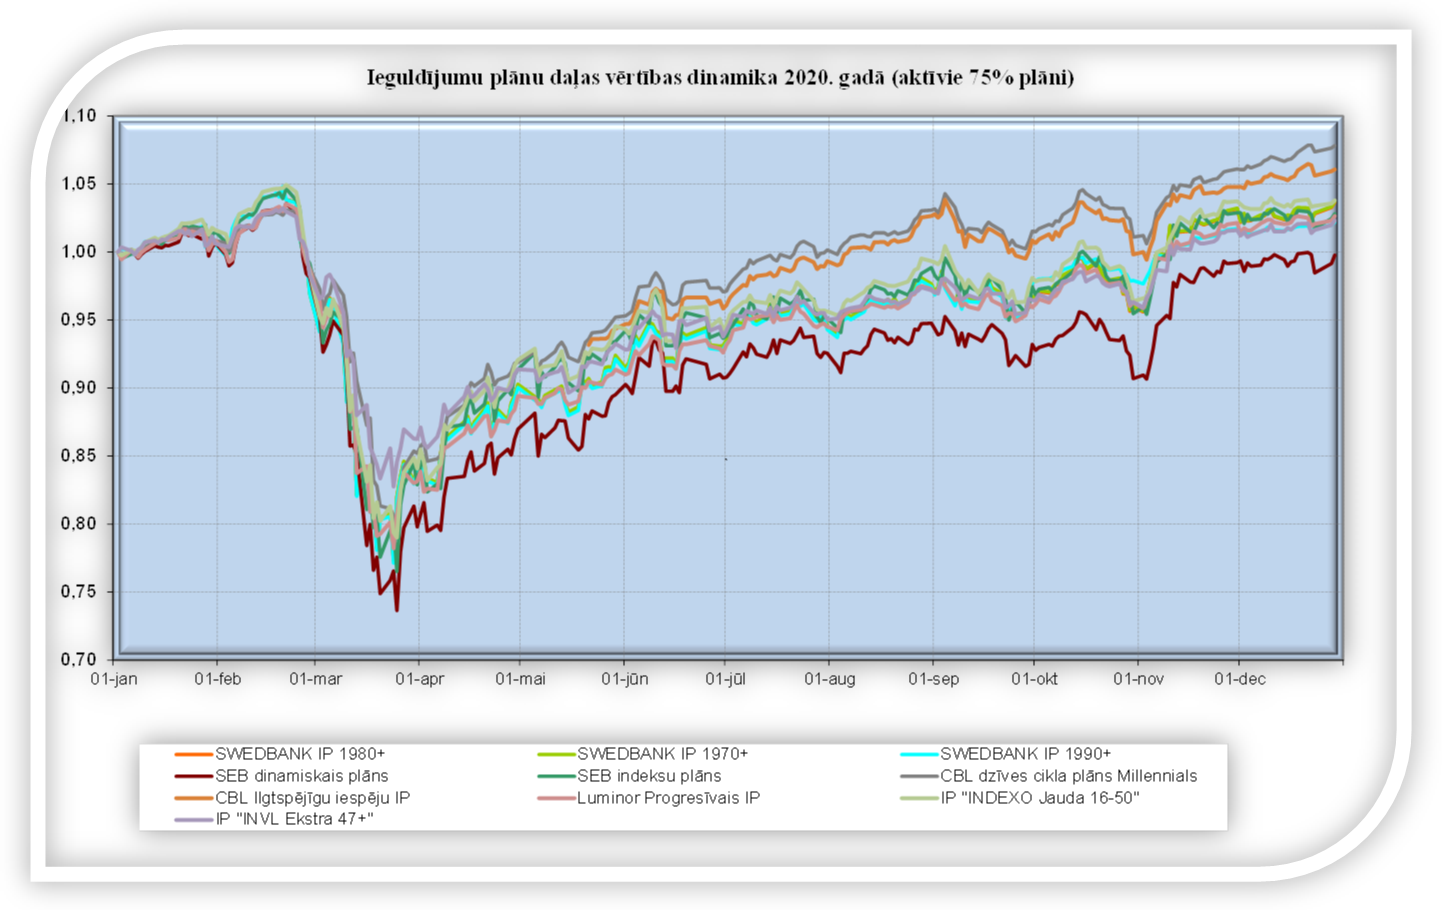 Ieguldījumu plānu daļas vērtības dinamika 2020. gadā (aktīvie 75% plāni)
1,10
1,05
1,00
0,95
0,90
0,85
0,80
0,75
0,70
01-jan 01-feb 01-mar 01-apr 01-mai 01-jūn 01-jūl 01-aug 01-sep 01-okt 01-nov 01-dec
SWEDBANK IP 1980+ SWEDBANK IP 1970+ SWEDBANK IP 1990+
SEB dinamiskais plāns SEB indeksu plāns CBL dzīves cikla plāns Millennials
CBL Ilgtspējīgu iespēju IP Luminor Progresīvais IP IP "INDEXO Jauda 16-50"
IP "INVL Ekstra 47+"